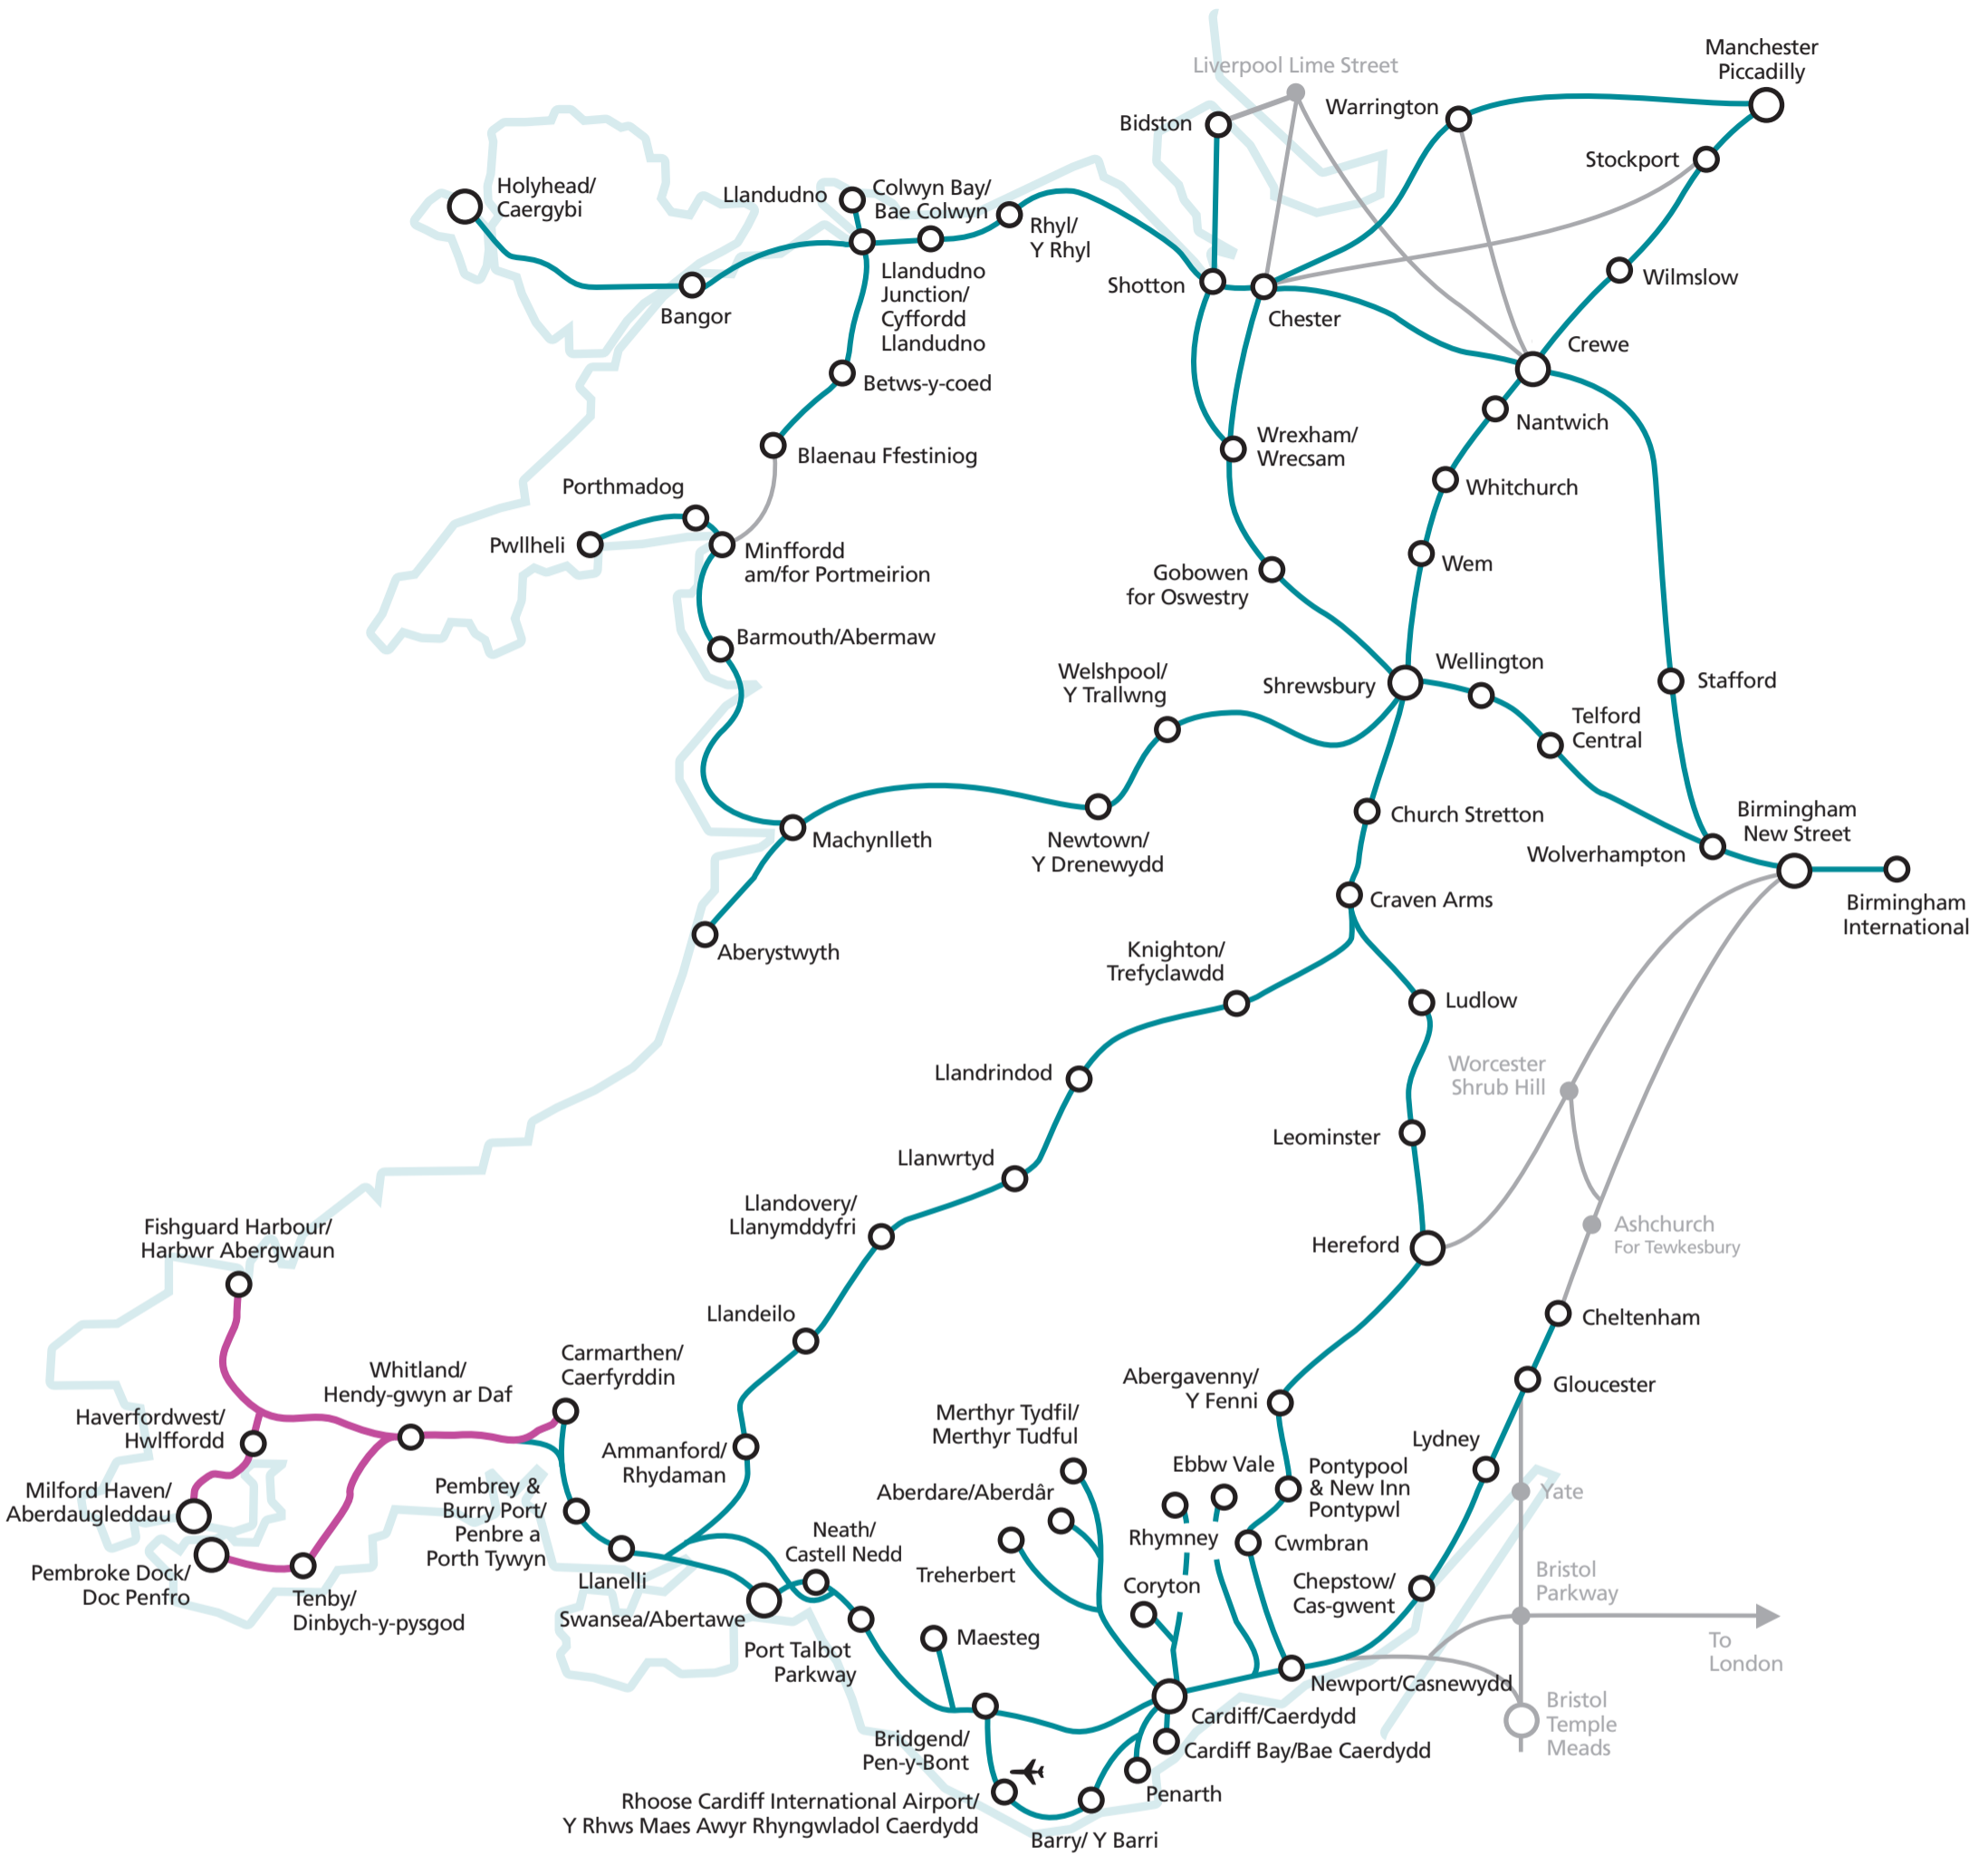 Manchester
Piccadilly
Liverpool Lime Street
Warrington
Bidston
Stockport
Holyhead/
Caergybi
Llandudno
Colwyn Bay/
Bae Colwyn
Rhyl/
Y Rhyl
Llandudno
Junction/
Cyffordd
Llandudno
Shotton
Wilmslow
Bangor
Chester
Crewe
Betws-y-coed
Nantwich
Wrexham/
Wrecsam
Blaenau Ffestiniog
Porthmadog
Whitchurch
Pwllheli
Minffordd
am/for Portmeirion
Wem
Gobowen
for Oswestry
Barmouth/Abermaw
Welshpool/
Y Trallwng
Shrewsbury
Wellington
Stafford
Telford
Central
Birmingham
New Street
Church Stretton
Machynlleth
Newtown/
Y Drenewydd
Wolverhampton
Craven Arms
Birmingham
International
Aberystwyth
Knighton/
Trefyclawdd
Ludlow
Llandrindod
Worcester
Shrub Hill
Leominster
Llanwrtyd
Llandovery/
Llanymddyfri
Fishguard Harbour/
Harbwr Abergwaun
Hereford
Ashchurch
For Tewkesbury
Llandeilo
Cheltenham
Carmarthen/
Caerfyrddin
Whitland/
Hendy-gwyn ar Daf
Abergavenny/
Y Fenni
Gloucester
Haverfordwest/
Hwlffordd
Merthyr Tydfil/
Merthyr Tudful
Ammanford/
Rhydaman
Lydney
Milford Haven/
Aberdaugleddau
Pembrey &
Burry Port/
Penbre a
Porth Tywyn
Aberdare/Aberdâr
Ebbw Vale
Pontypool
& New Inn
Pontypwl
Yate
Neath/
Castell Nedd
Rhymney
Cwmbran
Pembroke Dock/
Doc Penfro
Tenby/
Dinbych-y-pysgod
Llanelli
Treherbert
Coryton
Chepstow/
Cas-gwent
Bristol
Parkway
Swansea/Abertawe
Port Talbot
Parkway
Maesteg
To
London
Newport/Casnewydd
Bristol
Temple
Meads
Cardiff/Caerdydd
Bridgend/
Pen-y-Bont
Cardiff Bay/Bae Caerdydd
Penarth
Rhoose Cardiff International Airport/
Y Rhws Maes Awyr Rhyngwladol Caerdydd
Barry/ Y Barri